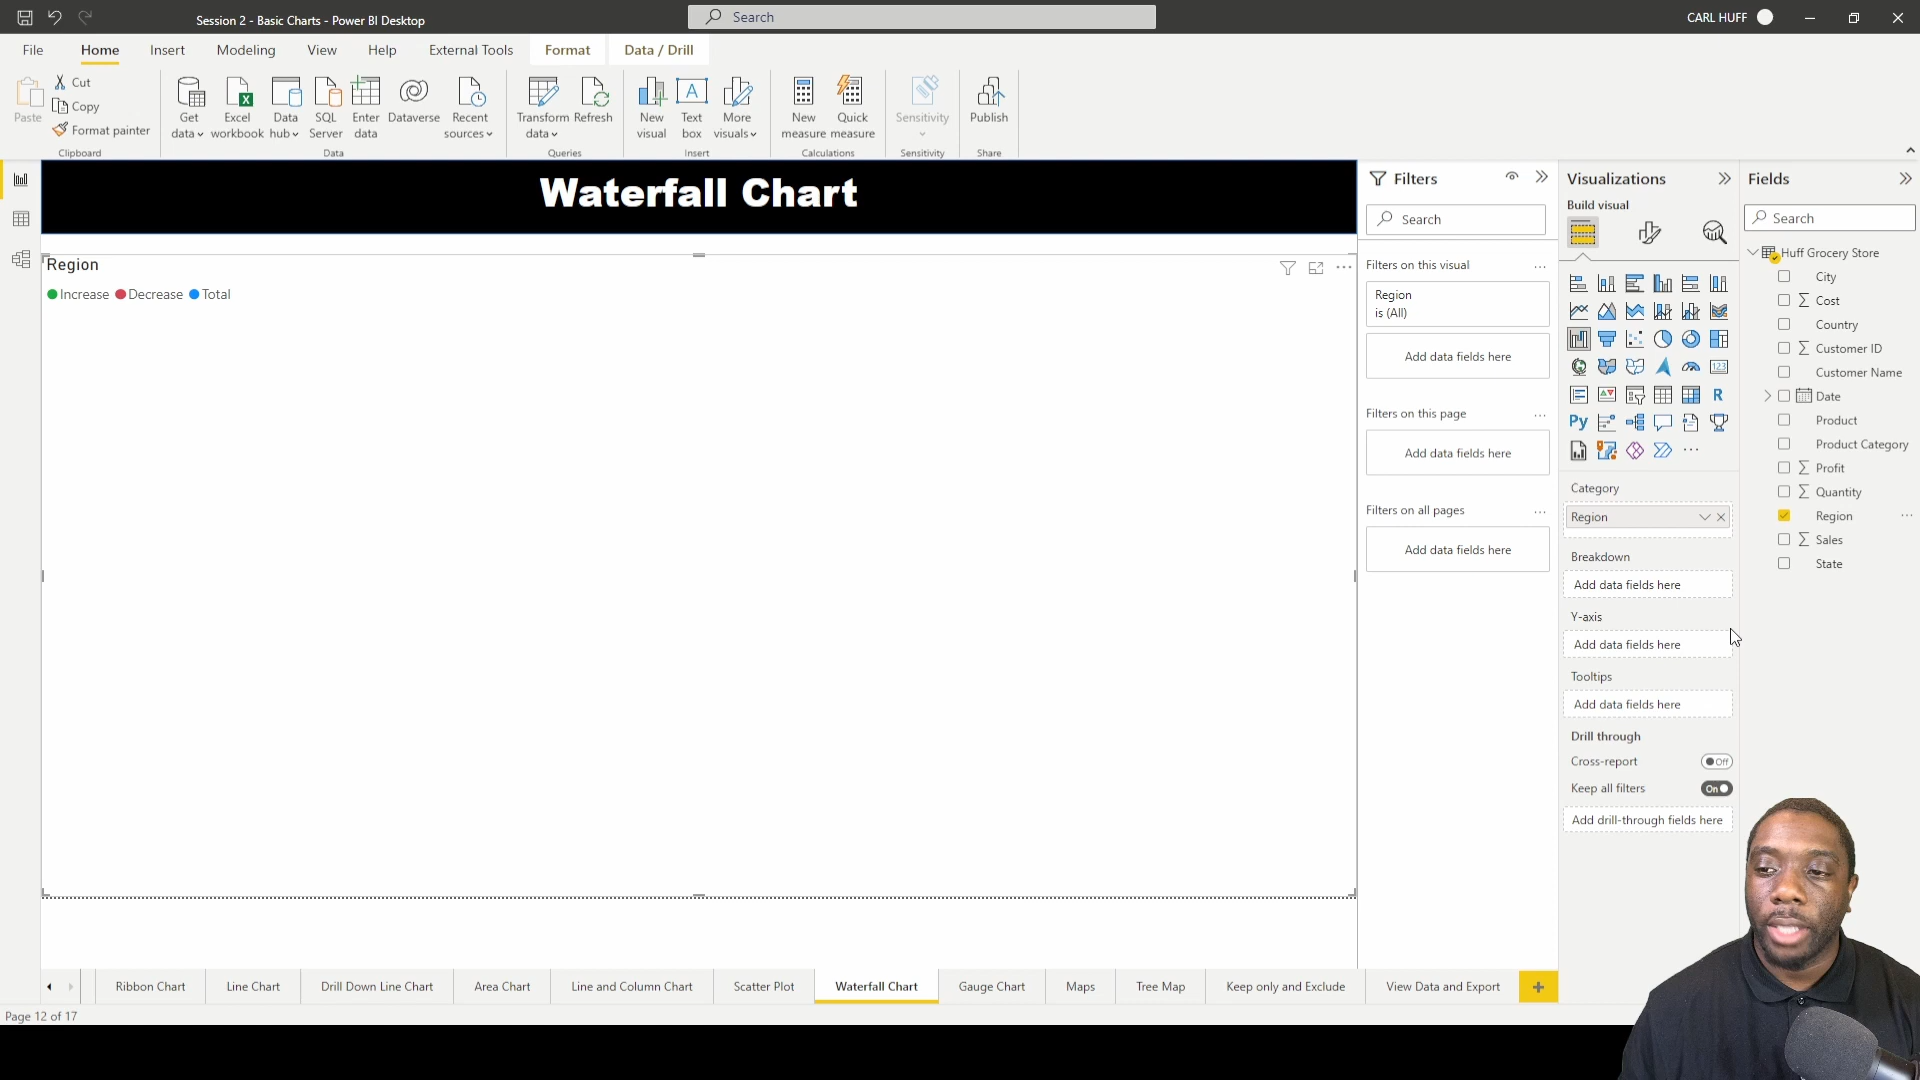 Session 2 - Basic Charts - Power BI Desktop
Search
CARL HUFF
File
Home
Insert
Modeling
View
Help
External Tools
Format
Data / Drill
Paste
Cut
Copy
Format painter
Clipboard
Get data
Excel workbook
Data hub
SQL Server
Enter data
Dataverse
Recent sources
Data
Transform data
Refresh
Queries
New visual
Text box
More visuals
Insert
New measure
Quick measure
Calculations
Sensitivity
Sensitivity
Publish
Share
Waterfall Chart
Region
Increase
Decrease
Total
Filters
Search
Filters on this visual
Region
is (All)
Add data fields here
Filters on this page
Add data fields here
Filters on all pages
Add data fields here
Visualizations
Build visual
R
Py
123
Category
Region
Breakdown
Add data fields here
Y-axis
Add data fields here
Tooltips
Add data fields here
Drill through
Cross-report
Off
Keep all filters
On
Add drill-through fields here
Fields
Search
Huff Grocery Store
City
Cost
Country
Customer ID
Customer Name
Date
Product
Product Category
Profit
Quantity
Region
Sales
State
Ribbon Chart
Line Chart
Drill Down Line Chart
Area Chart
Line and Column Chart
Scatter Plot
Waterfall Chart
Gauge Chart
Maps
Tree Map
Keep only and Exclude
View Data and Export
Page 12 of 17